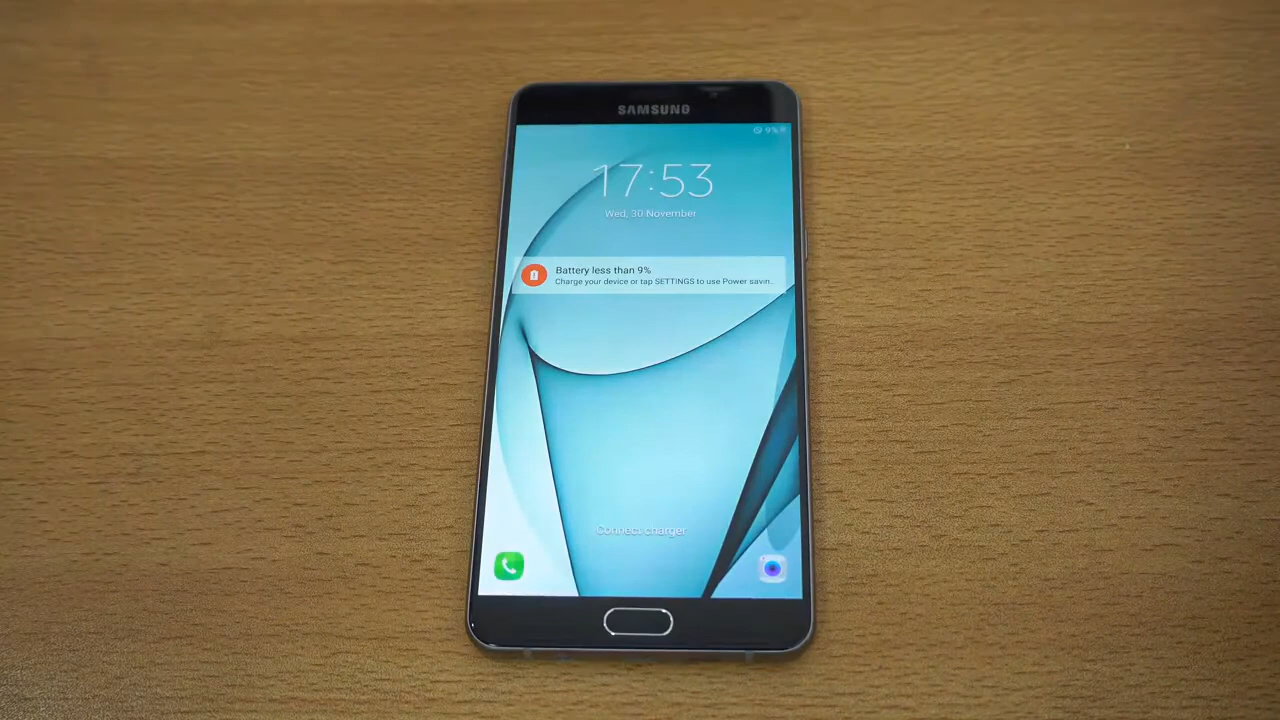 SAMSUNG
9%
17:53
Wed, 30 November
Battery less than 9%
Charge your device or tap SETTINGS to use Power savin..
Connect charger